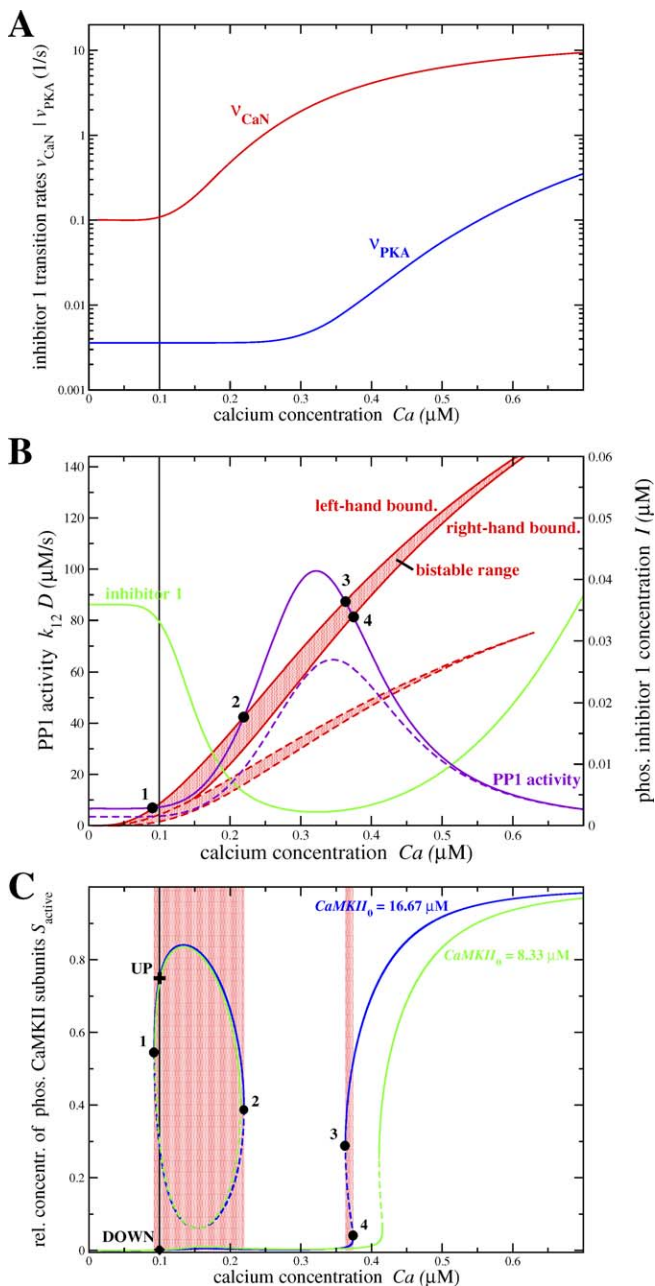 A
inhibitor 1 transition rates ν_CaN | ν_PKA (1/s)
10
1
0.1
0.01
0.001
ν_CaN
ν_PKA
0 0.1 0.2 0.3 0.4 0.5 0.6
calcium concentration Ca (μM)
B
PP1 activity k_12 D (μM/s)
140
120
100
80
60
40
20
0
left-hand bound.
right-hand bound.
bistable range
inhibitor 1
PP1 activity
1
2
3
4
0.06
0.05
0.04
0.03
0.02
0.01
0
phos. inhibitor 1 concentration I (μM)
0 0.1 0.2 0.3 0.4 0.5 0.6
calcium concentration Ca (μM)
C
rel. concentr. of phos. CaMKII subunits S_active
0.8
0.6
0.4
0.2
0
CaMKII_0 = 16.67 μM
CaMKII_0 = 8.33 μM
UP
DOWN
1
2
3
4
0 0.1 0.2 0.3 0.4 0.5 0.6
calcium concentration Ca (μM)